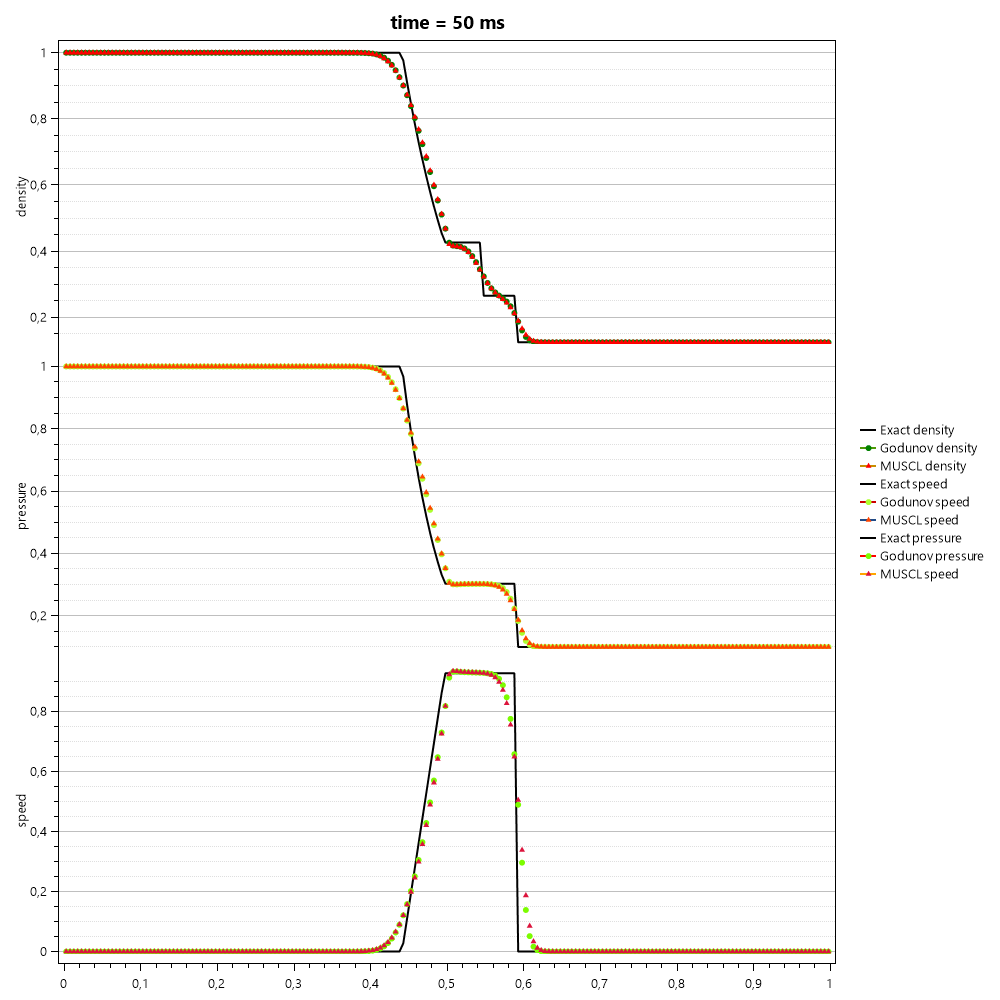 time = 50 ms
1
0,8
0,6
0,4
0,2
density
1
0,8
0,6
0,4
0,2
pressure
0,8
0,6
0,4
0,2
0
speed
0 0,1 0,2 0,3 0,4 0,5 0,6 0,7 0,8 0,9 1
Exact density
Godunov density
MUSCL density
Exact speed
Godunov speed
MUSCL speed
Exact pressure
Godunov pressure
MUSCL speed